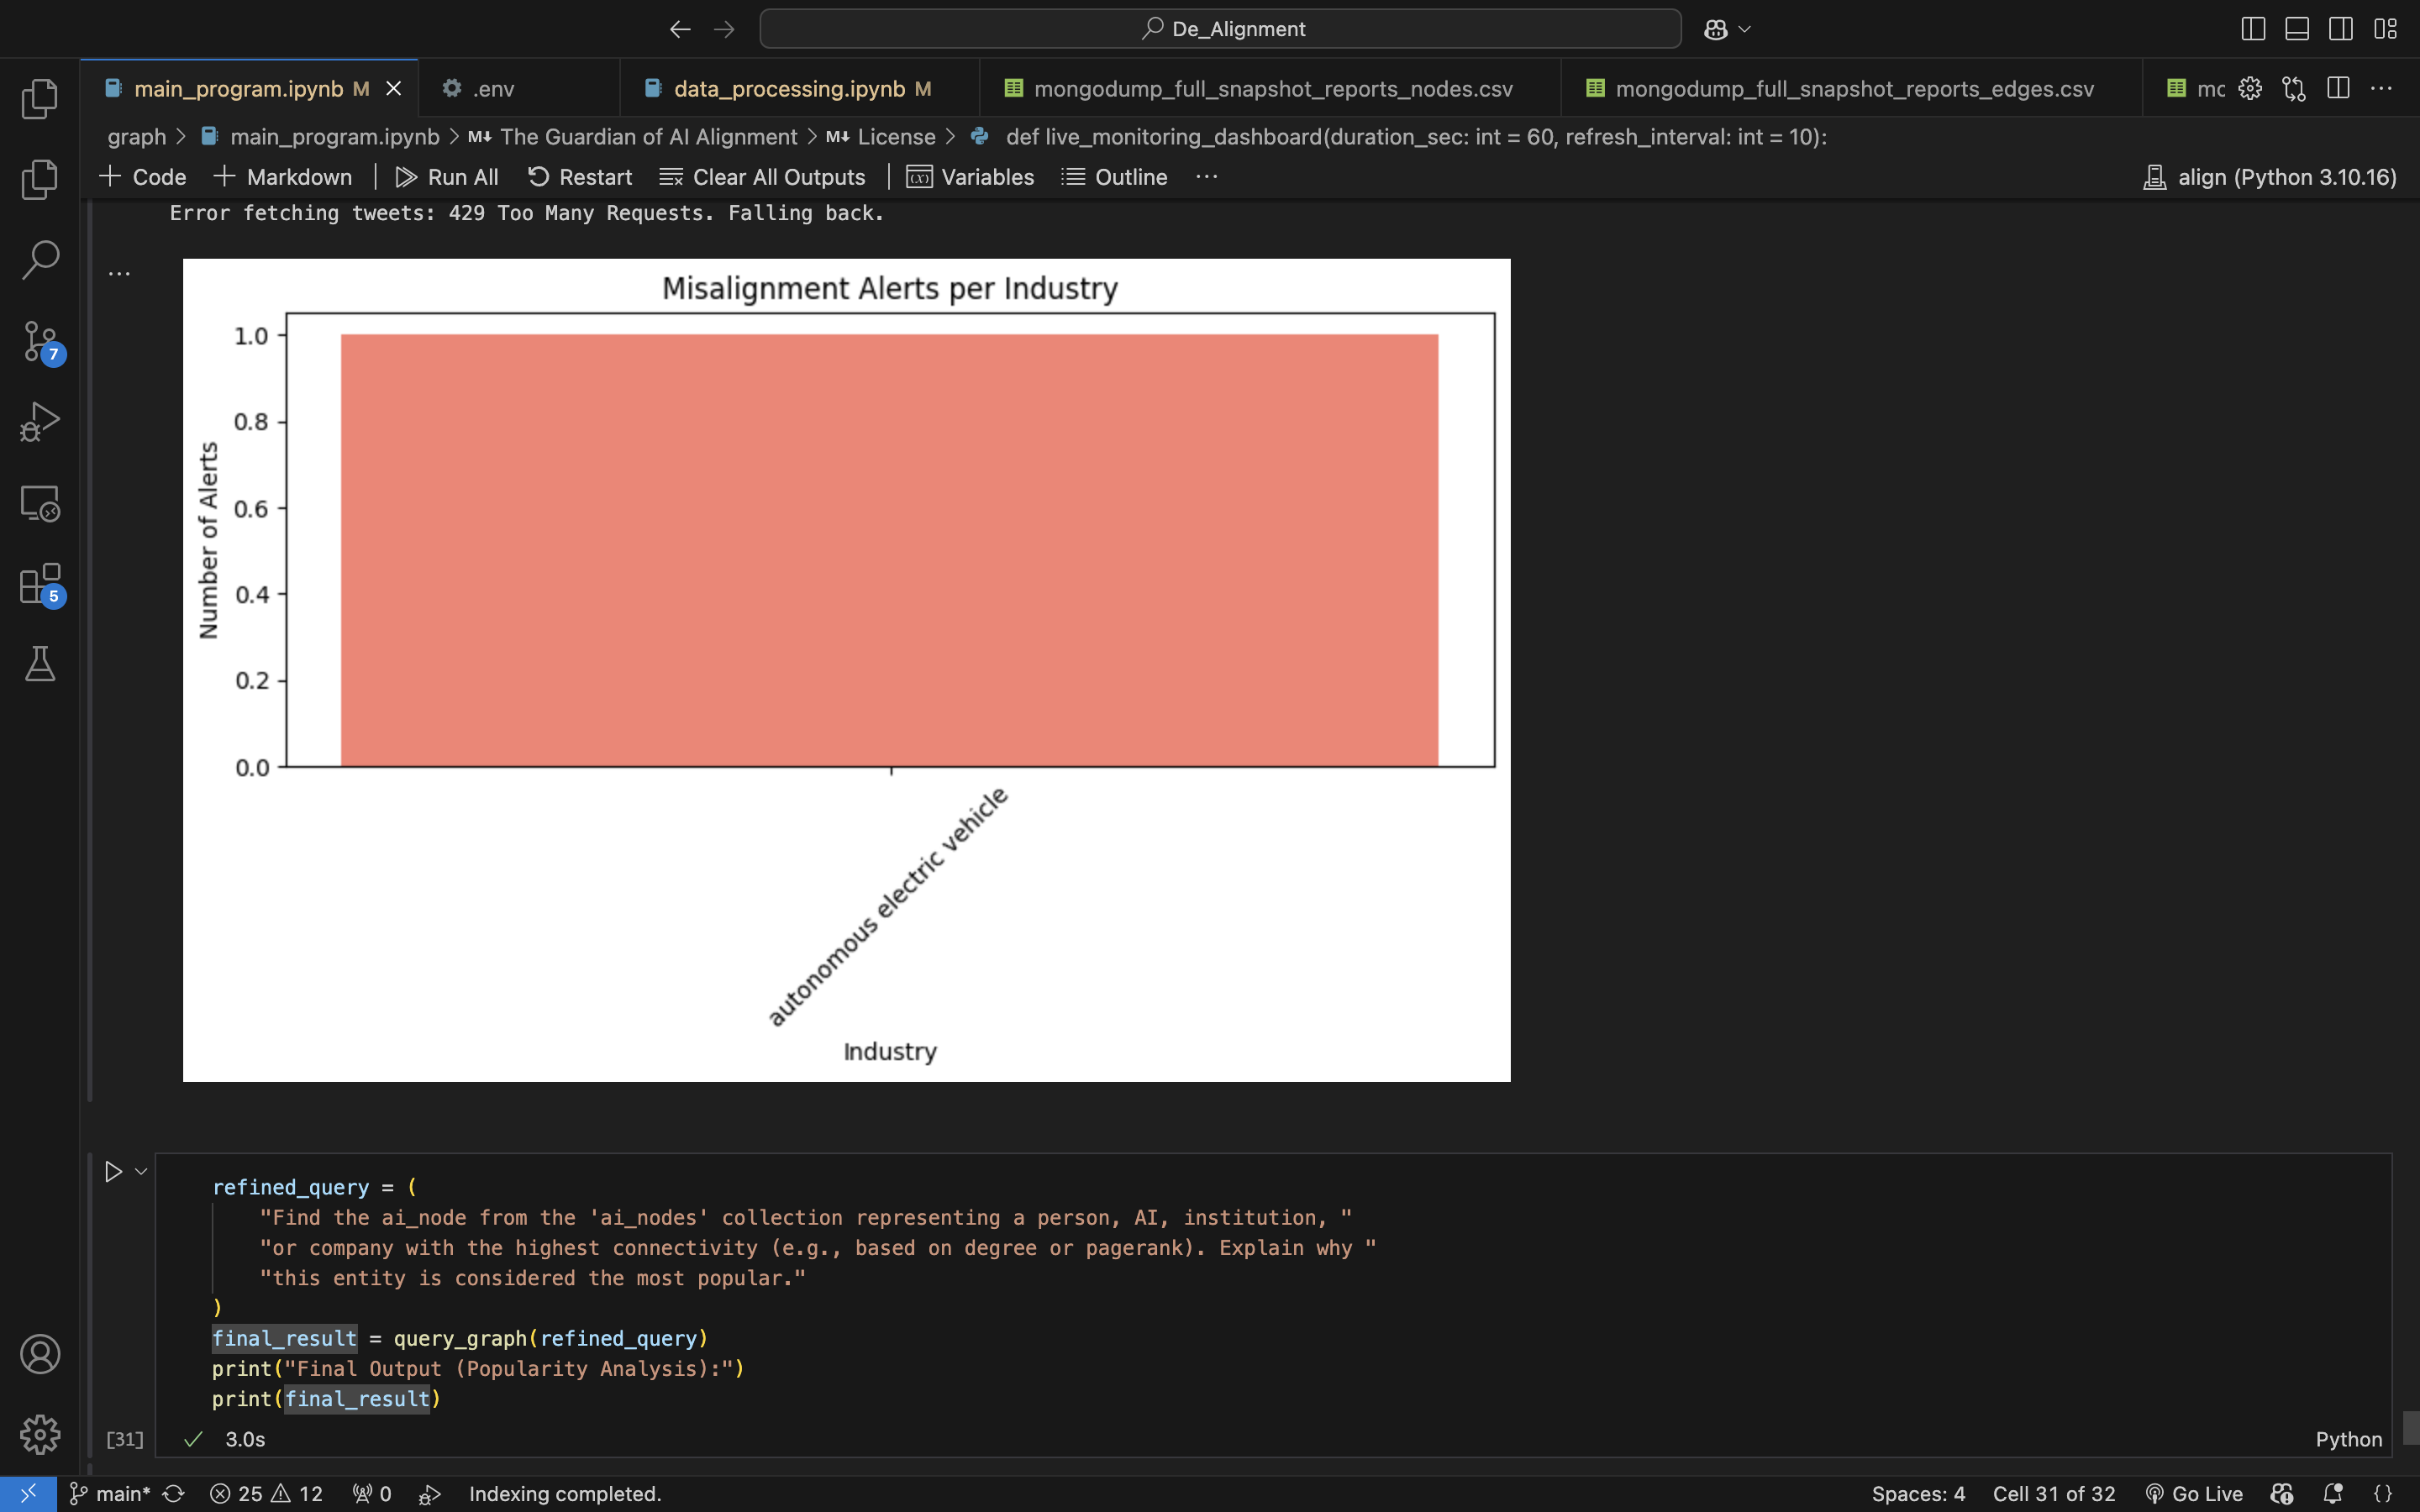 De_Alignment
main_program.ipynb M
.env
data_processing.ipynb M
mongodump_full_snapshot_reports_nodes.csv
mongodump_full_snapshot_reports_edges.csv
mc
graph > main_program.ipynb > M↓ The Guardian of AI Alignment > M↓ License > def live_monitoring_dashboard(duration_sec: int = 60, refresh_interval: int = 10):
+ Code + Markdown | Run All Restart Clear All Outputs | Variables Outline ... align (Python 3.10.16)
Error fetching tweets: 429 Too Many Requests. Falling back.
...
Misalignment Alerts per Industry
1.0
0.8
0.6
0.4
0.2
0.0
Number of Alerts
autonomous electric vehicle
Industry
7
5
refined_query = (
"Find the ai_node from the 'ai_nodes' collection representing a person, AI, institution, "
"or company with the highest connectivity (e.g., based on degree or pagerank). Explain why "
"this entity is considered the most popular."
)
final_result = query_graph(refined_query)
print("Final Output (Popularity Analysis):")
print(final_result)
[31] ✓ 3.0s Python
main* 25 12 0 Indexing completed. Spaces: 4 Cell 31 of 32 Go Live {}